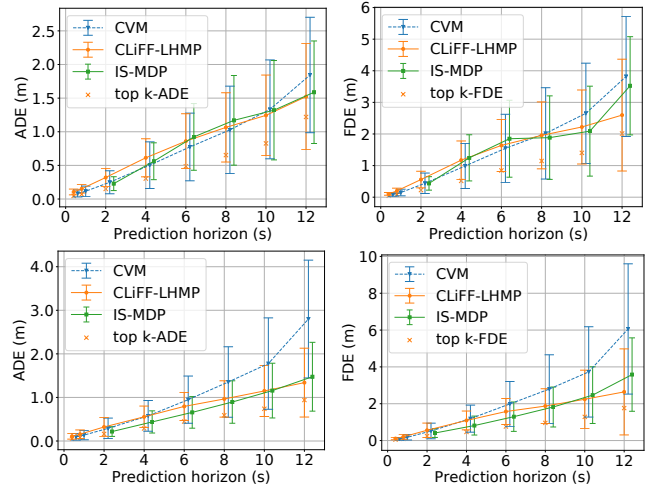 2.5
2.0
1.5
1.0
0.5
0.0
ADE (m)
CVM
CLiFF-LHMP
IS-MDP
top k-ADE
0 2 4 6 8 10 12
Prediction horizon (s)
6
5
4
3
2
1
0
FDE (m)
CVM
CLiFF-LHMP
IS-MDP
top k-FDE
0 2 4 6 8 10 12
Prediction horizon (s)
4.0
3.0
2.0
1.0
0.0
ADE (m)
CVM
CLiFF-LHMP
IS-MDP
top k-ADE
0 2 4 6 8 10 12
Prediction horizon (s)
10
8
6
4
2
0
FDE (m)
CVM
CLiFF-LHMP
IS-MDP
top k-FDE
0 2 4 6 8 10 12
Prediction horizon (s)